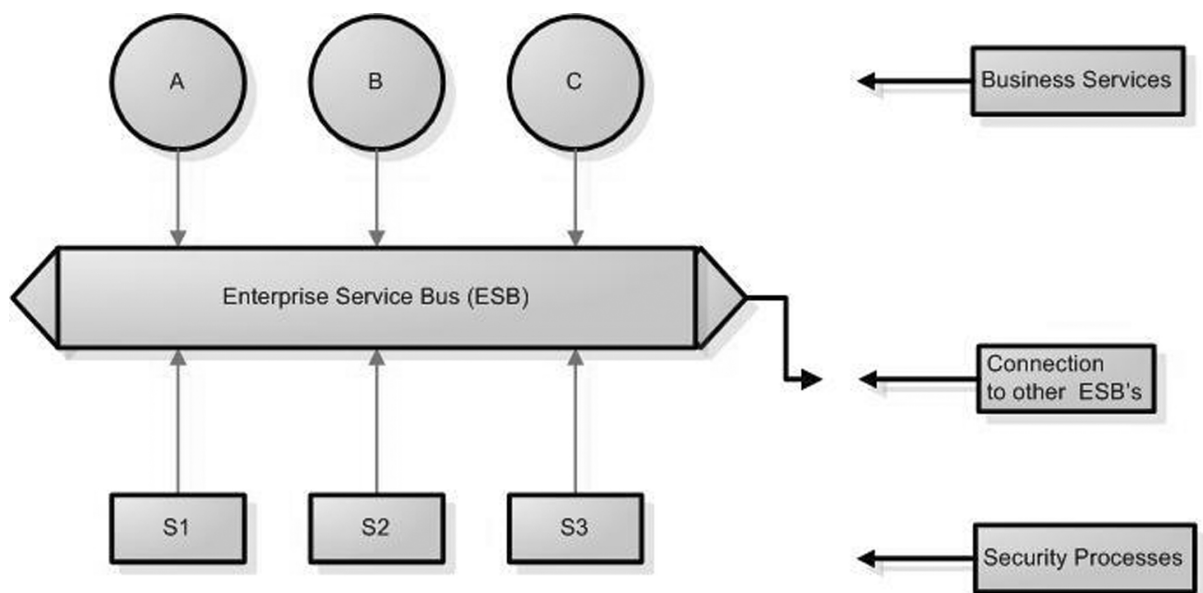 A
B
C
Business Services
Enterprise Service Bus (ESB)
Connection
to other ESB's
S1
S2
S3
Security Processes